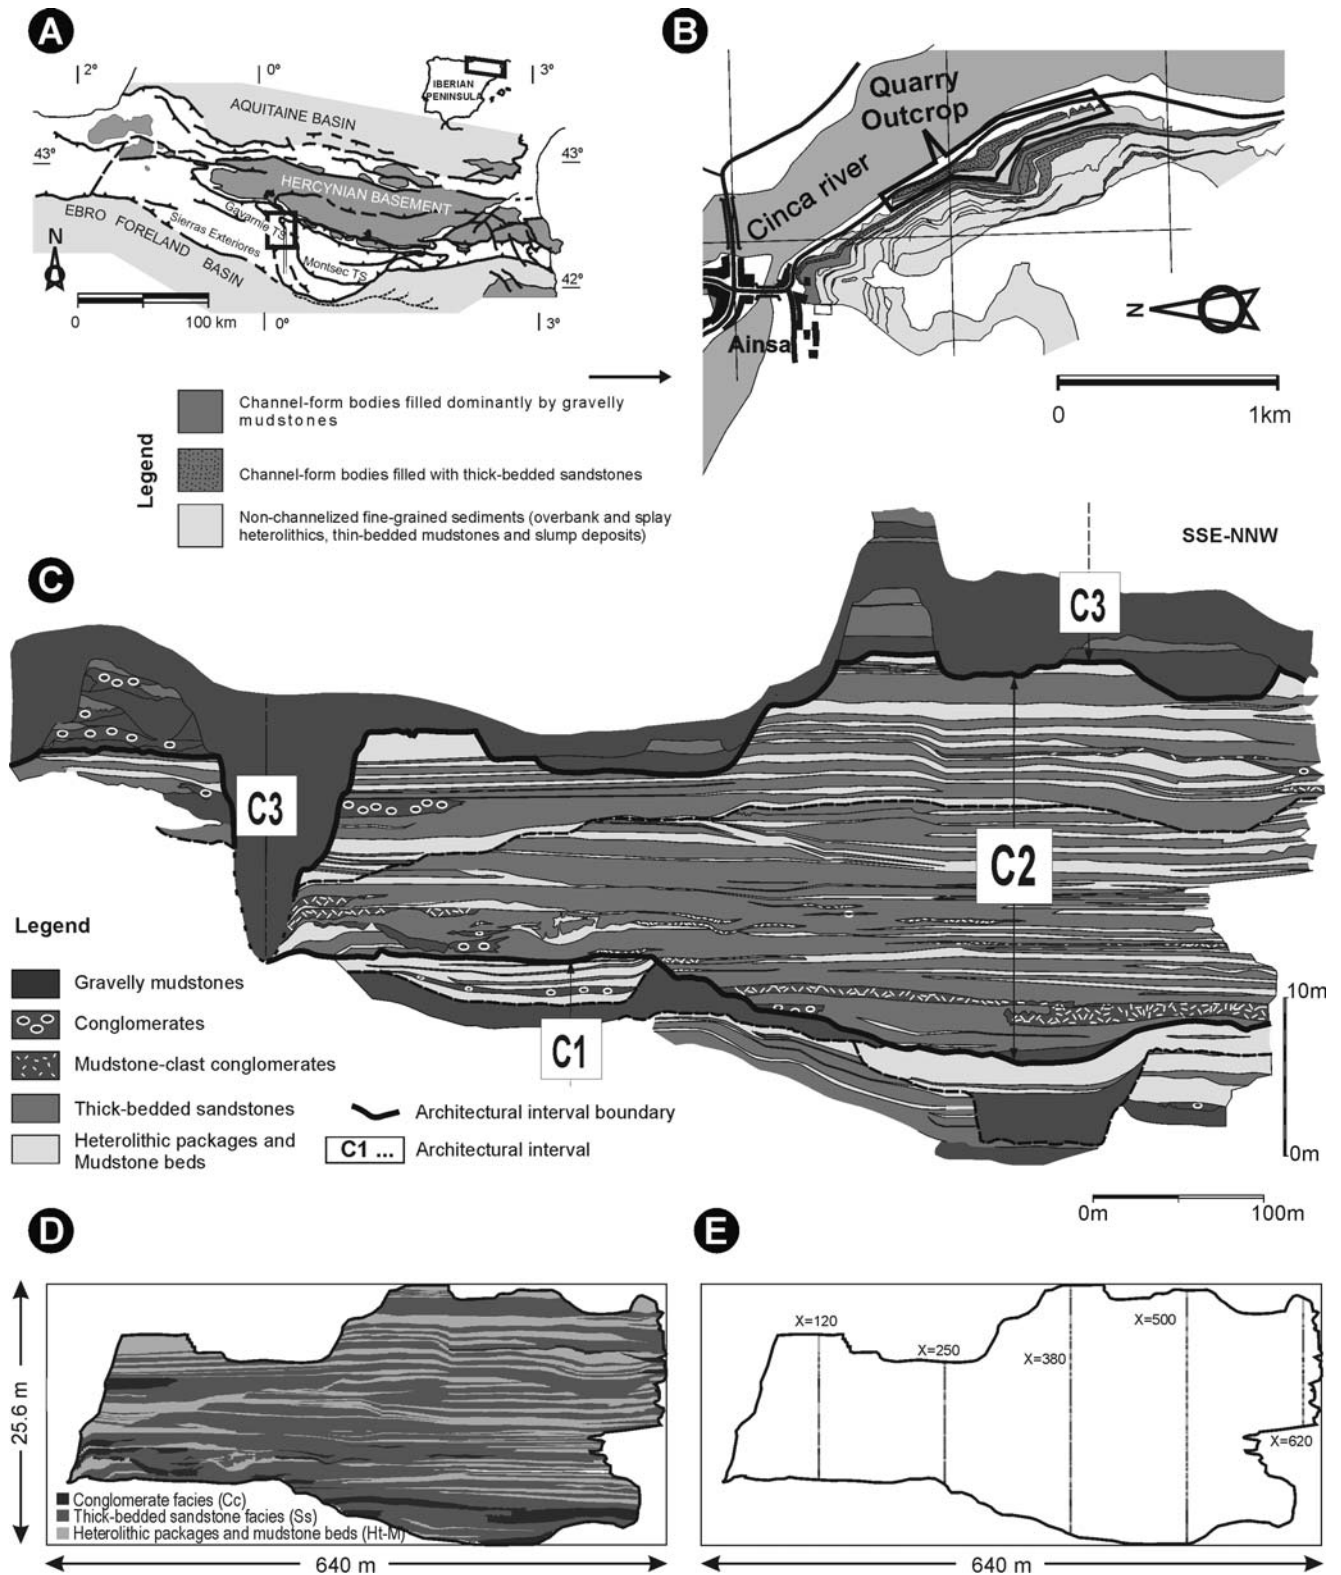 A
2°
0°
3°
IBERIAN
PENINSULA
AQUITAINE BASIN
43°
43°
HERCYNIAN BASEMENT
Gavarnie TS
Sierras Exteriores
EBRO FORELAND BASIN
Montsec TS
N
42°
0
100 km
0°
3°
B
Quarry
Outcrop
Cinca river
Ainsa
N
0
1km
Legend
Channel-form bodies filled dominantly by gravelly
mudstones
Channel-form bodies filled with thick-bedded sandstones
Non-channelized fine-grained sediments (overbank and splay
heterolithics, thin-bedded mudstones and slump deposits)
C
SSE-NNW
C3
C3
C2
C1
Legend
Gravelly mudstones
Conglomerates
Mudstone-clast conglomerates
Thick-bedded sandstones
Heterolithic packages and
Mudstone beds
Architectural interval boundary
C1 ...
Architectural interval
10m
0m
0m
100m
D
25.6 m
Conglomerate facies (Cc)
Thick-bedded sandstone facies (Ss)
Heterolithic packages and mudstone beds (Ht-M)
640 m
E
X=120
X=250
X=380
X=500
X=620
640 m